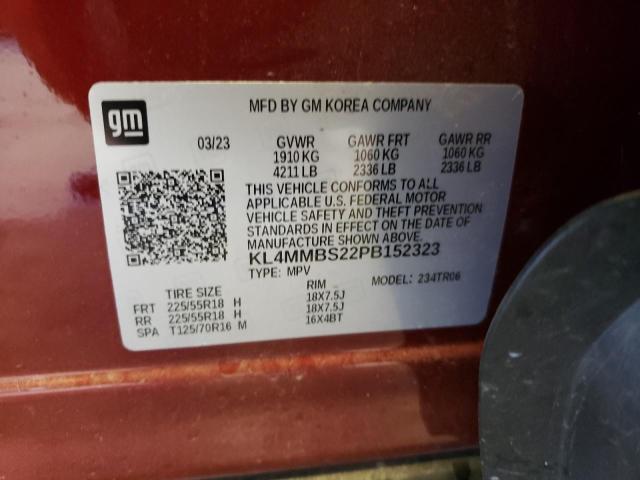 gm
MFD BY GM KOREA COMPANY
03/23 GVWR GAWR FRT GAWR RR
1910 KG 1060 KG 1060 KG
4211 LB 2336 LB 2336 LB
THIS VEHICLE CONFORMS TO ALL
APPLICABLE U.S. FEDERAL MOTOR
VEHICLE SAFETY AND THEFT PREVENTION
STANDARDS IN EFFECT ON THE DATE OF
MANUFACTURE SHOWN ABOVE.
KL4MMBS22PB152323
TYPE: MPV MODEL: 234TR06
TIRE SIZE RIM
FRT 225/55R18 H 18X7.5J
RR 225/55R18 H 18X7.5J
SPA T125/70R16 M 16X4BT